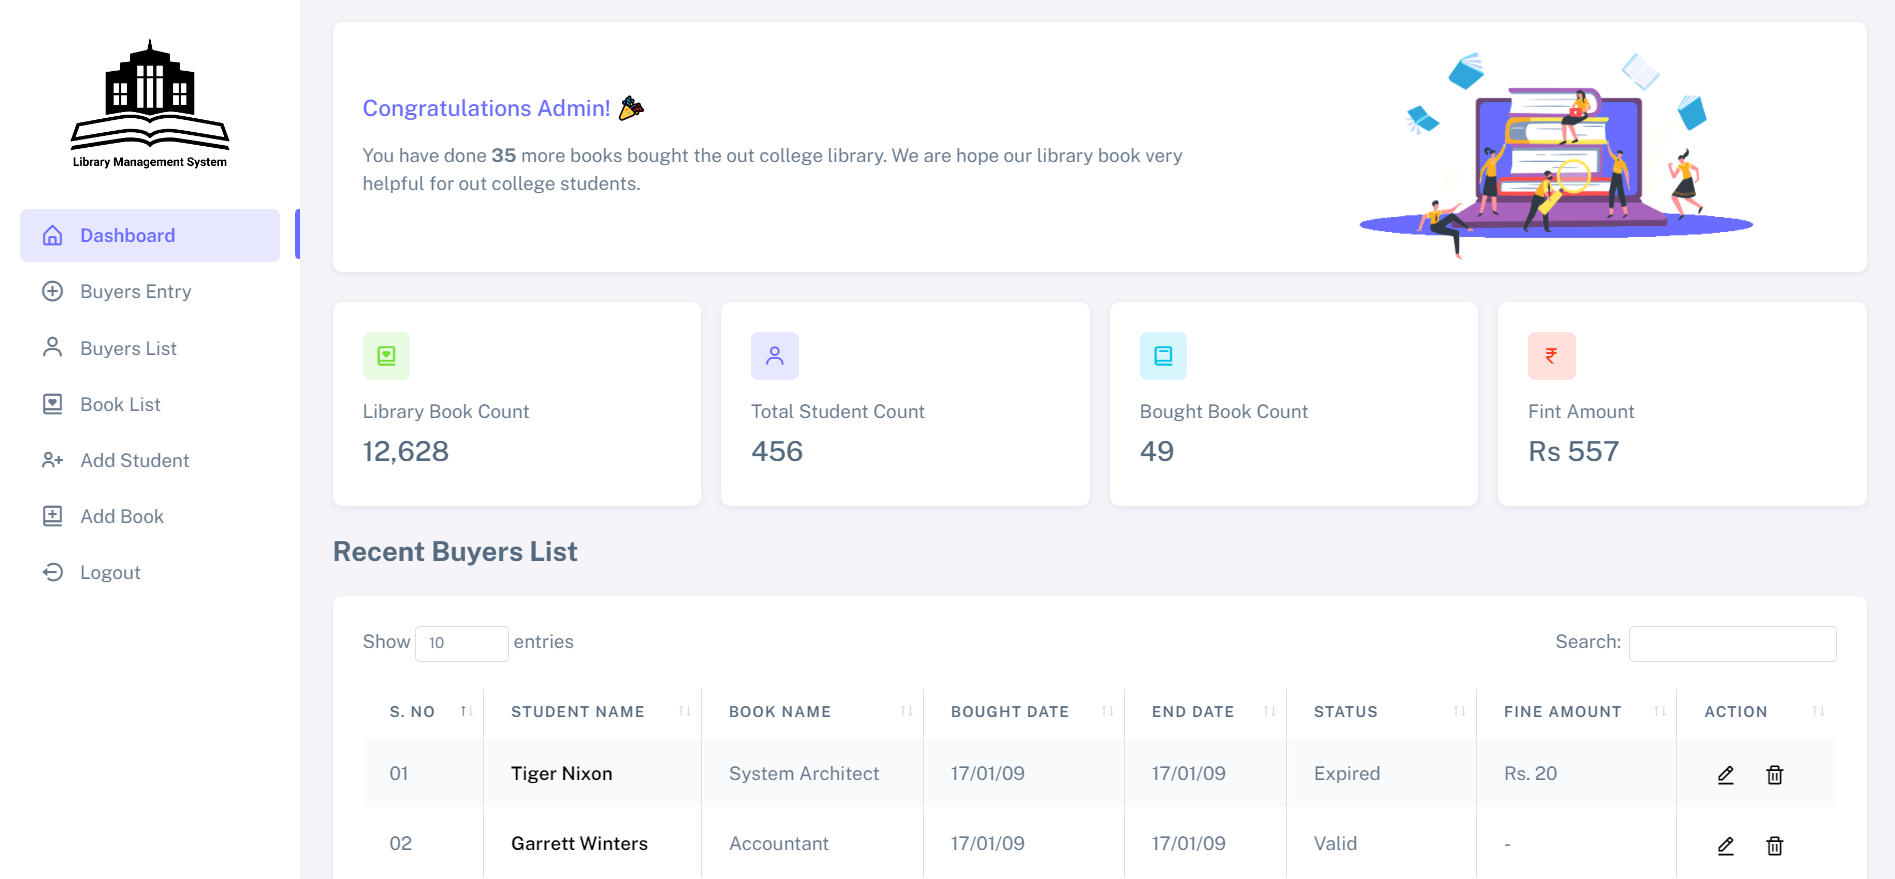 Library Management System
Dashboard
Buyers Entry
Buyers List
Book List
Add Student
Add Book
Logout
Congratulations Admin!
You have done 35 more books bought the out college library. We are hope our library book very
helpful for out college students.
Library Book Count
12,628
Total Student Count
456
Bought Book Count
49
Fint Amount
Rs 557
Recent Buyers List
Show 10 entries
Search:
S. NO STUDENT NAME BOOK NAME BOUGHT DATE END DATE STATUS FINE AMOUNT ACTION
01 Tiger Nixon System Architect 17/01/09 17/01/09 Expired Rs. 20
02 Garrett Winters Accountant 17/01/09 17/01/09 Valid -